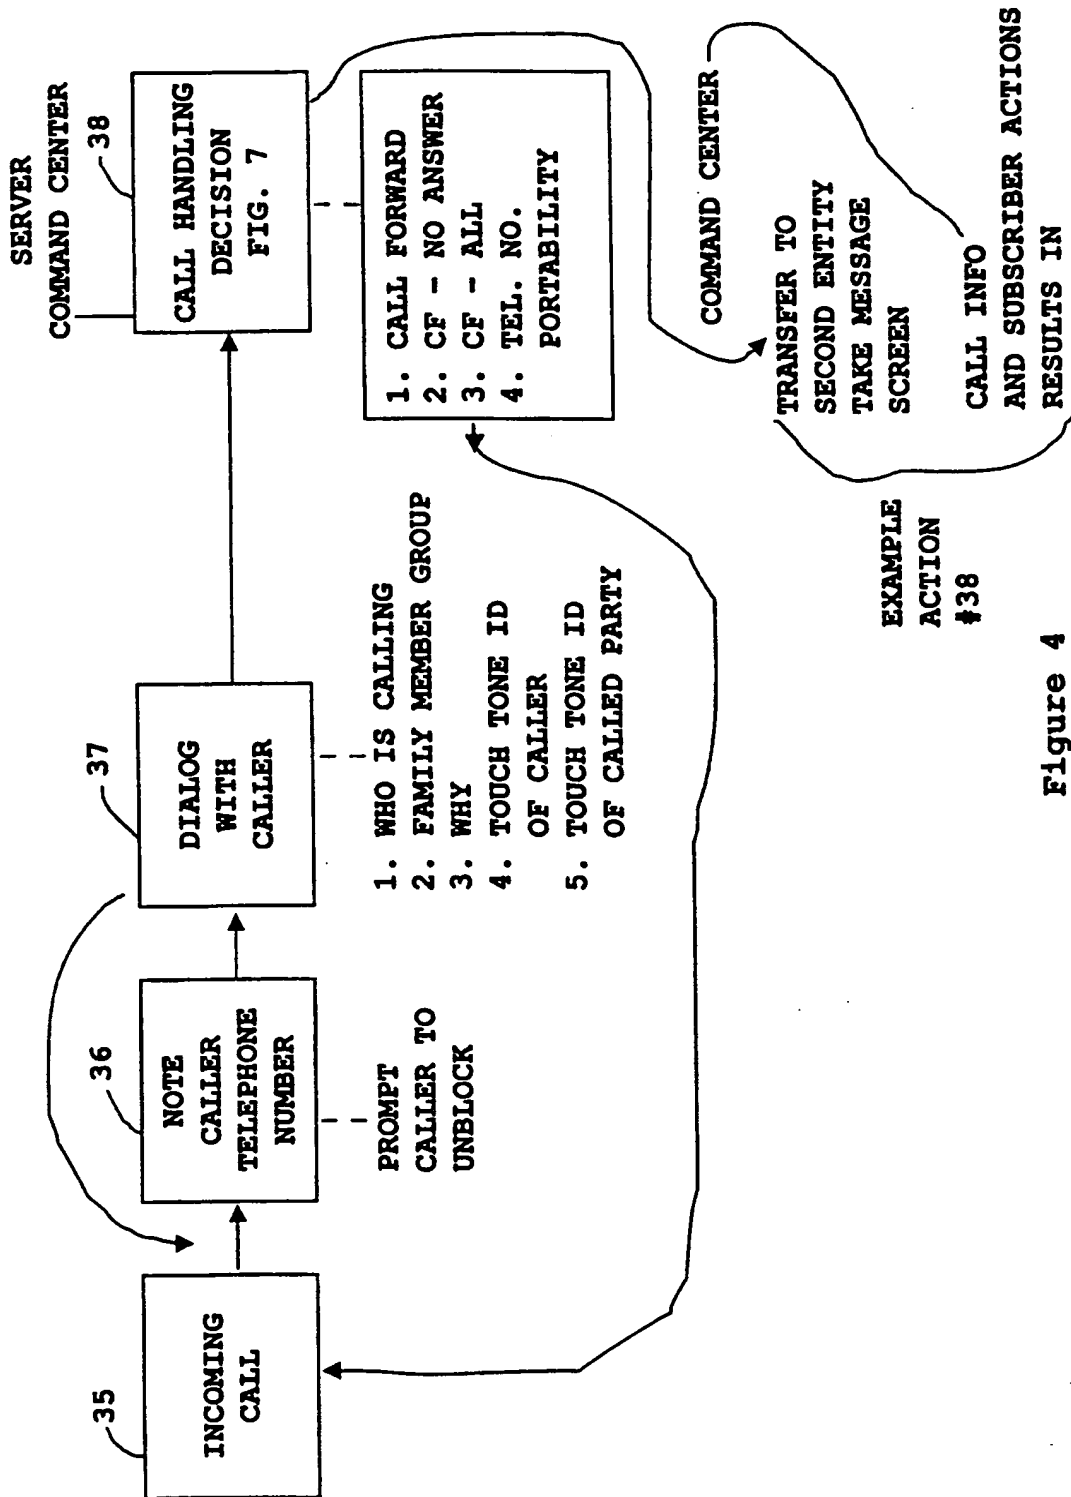 35
INCOMING
CALL
36
NOTE
CALLER
TELEPHONE
NUMBER
PROMPT
CALLER TO
UNBLOCK
37
DIALOG
WITH
CALLER
1. WHO IS CALLING
2. FAMILY MEMBER GROUP
3. WHY
4. TOUCH TONE ID
OF CALLER
5. TOUCH TONE ID
OF CALLED PARTY
SERVER
COMMAND CENTER
38
CALL HANDLING
DECISION
FIG. 7
1. CALL FORWARD
2. CF - NO ANSWER
3. CF - ALL
4. TEL. NO.
PORTABILITY
COMMAND CENTER
TRANSFER TO
SECOND ENTITY
TAKE MESSAGE
SCREEN
CALL INFO
AND SUBSCRIBER ACTIONS
RESULTS IN
EXAMPLE
ACTION
#38
Figure 4